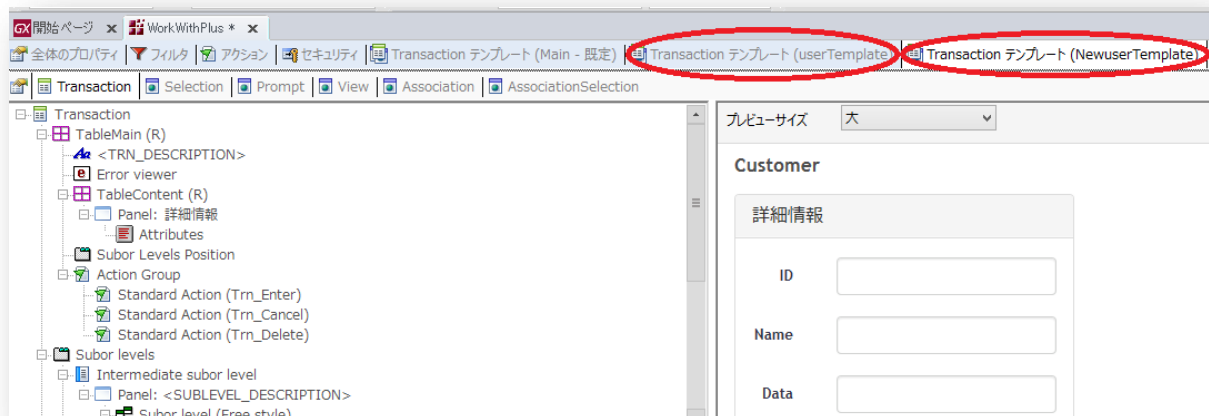 GX 開始ページ x WorkWithPlus * x
全体のプロパティ フィルタ アクション セキュリティ Transaction テンプレート (Main - 既定) Transaction テンプレート (userTemplate) Transaction テンプレート (NewuserTemplate)
Transaction Selection Prompt View Association AssociationSelection
Transaction
TableMain (R)
Aa <TRN_DESCRIPTION>
e Error viewer
TableContent (R)
Panel: 詳細情報
Attributes
Subor Levels Position
Action Group
Standard Action (Trn_Enter)
Standard Action (Trn_Cancel)
Standard Action (Trn_Delete)
Subor levels
Intermediate subor level
Panel: <SUBLEVEL_DESCRIPTION>
Subor level (Free style)
プレビューサイズ 大
Customer
詳細情報
ID
Name
Data